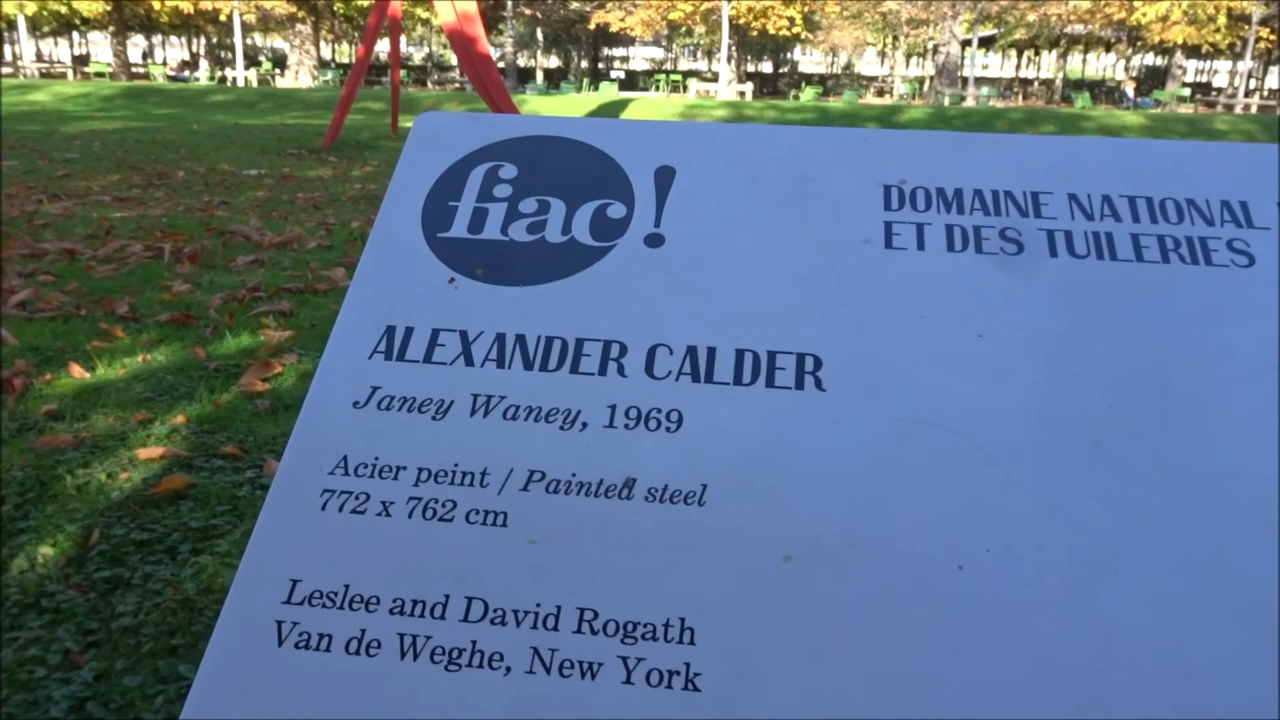 fiac!
DOMAINE NATIONAL
ET DES TUILERIES
ALEXANDER CALDER
Janey Waney, 1969
Acier peint / Painted steel
772 x 762 cm
Leslee and David Rogath
Van de Weghe, New York